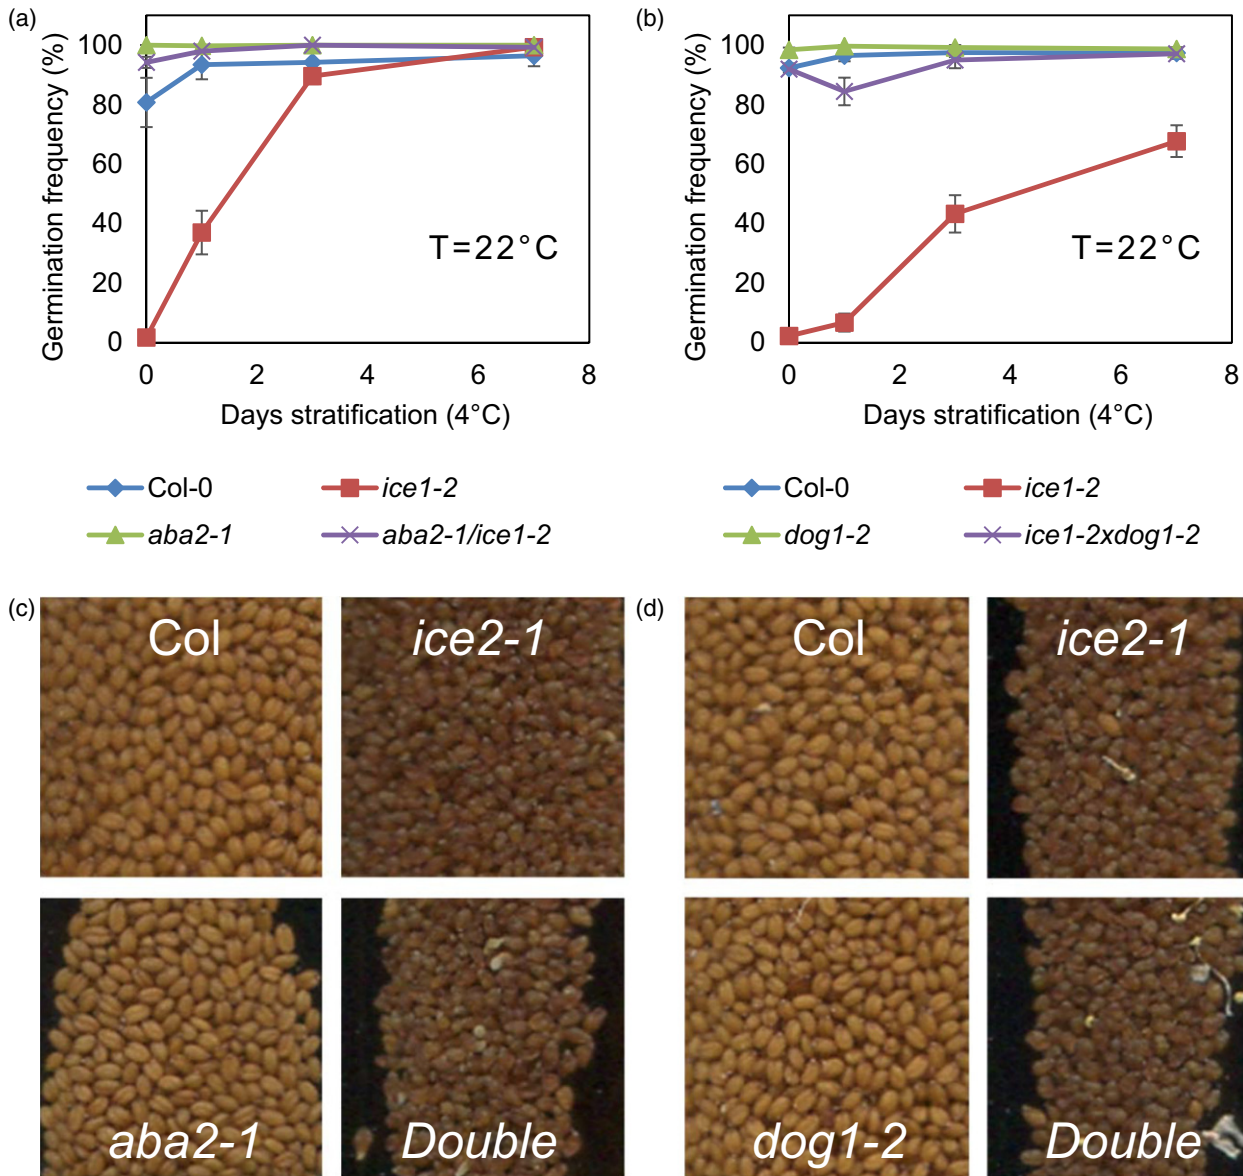 (a)
Germination frequency (%)
100
80
60
40
20
0
T=22°C
0 2 4 6 8
Days stratification (4°C)
Col-0 ice1-2
aba2-1 aba2-1/ice1-2
(b)
Germination frequency (%)
100
80
60
40
20
0
T=22°C
0 2 4 6 8
Days stratification (4°C)
Col-0 ice1-2
dog1-2 ice1-2xdog1-2
(c)
Col
ice2-1
aba2-1
Double
(d)
Col
ice2-1
dog1-2
Double